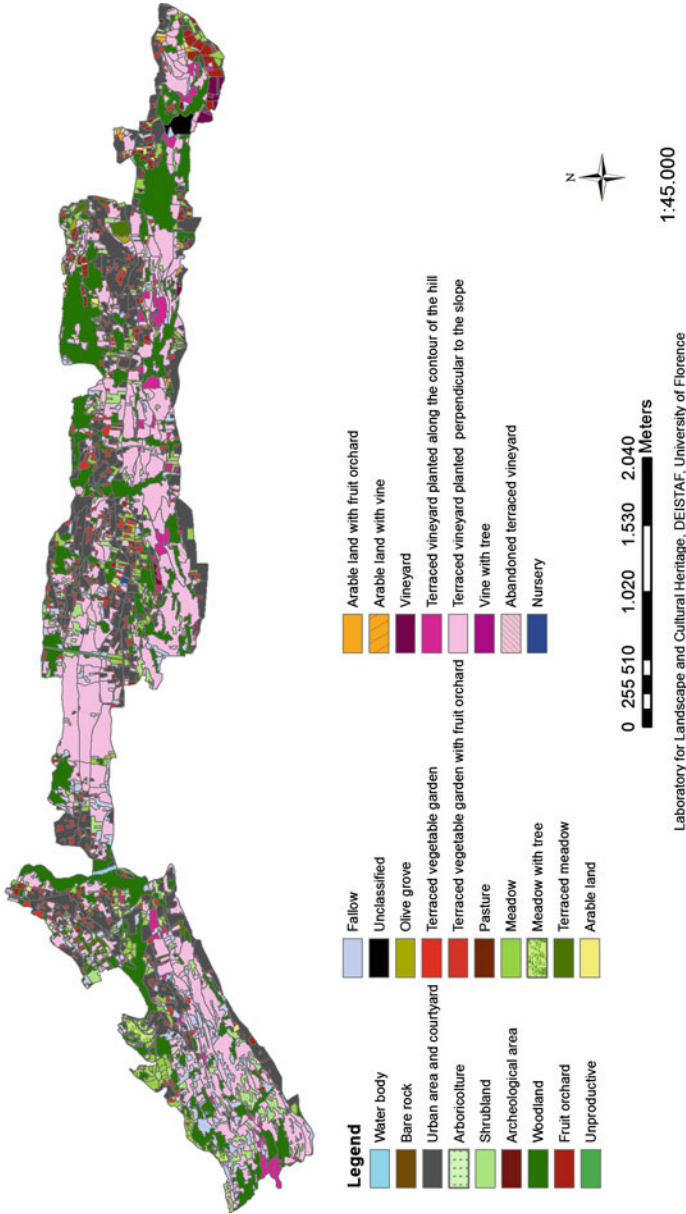 Legend
Water body
Bare rock
Urban area and courtyard
Arboricolture
Shrubland
Archeological area
Woodland
Fruit orchard
Unproductive
Fallow
Unclassified
Olive grove
Terraced vegetable garden
Terraced vegetable garden with fruit orchard
Pasture
Meadow
Meadow with tree
Terraced meadow
Arable land
Arable land with fruit orchard
Arable land with vine
Vineyard
Terraced vineyard planted along the contour of the hill
Terraced vineyard planted perpendicular to the slope
Vine with tree
Abandoned terraced vineyard
Nursery
N
0 255 510 1.020 1.530 2.040
Meters
1:45.000
Laboratory for Landscape and Cultural Heritage, DEISTAF, University of Florence